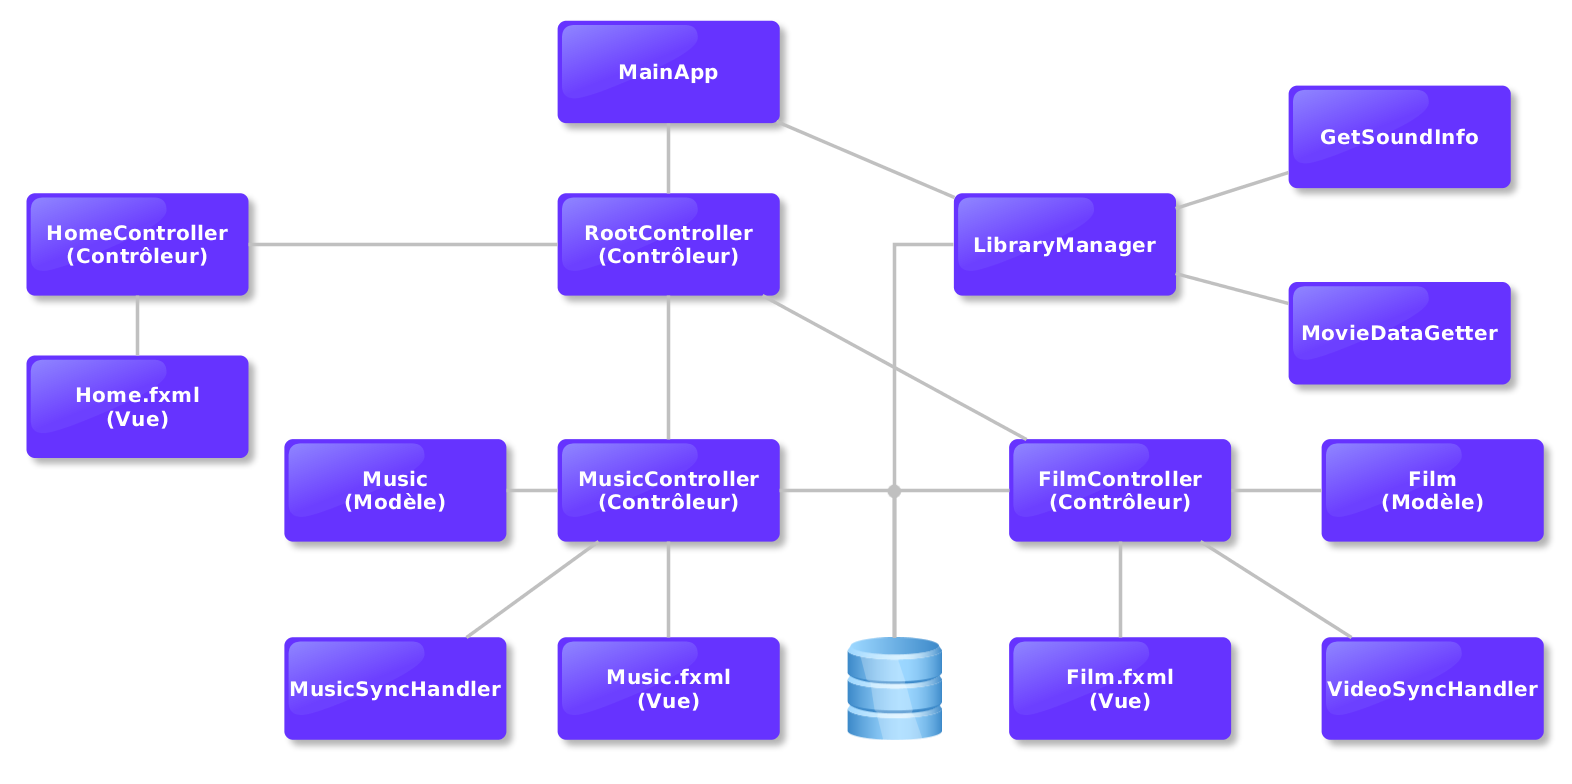 MainApp
GetSoundInfo
HomeController
(Contrôleur)
RootController
(Contrôleur)
LibraryManager
MovieDataGetter
Home.fxml
(Vue)
Music
(Modèle)
MusicController
(Contrôleur)
FilmController
(Contrôleur)
Film
(Modèle)
MusicSyncHandler
Music.fxml
(Vue)
Film.fxml
(Vue)
VideoSyncHandler